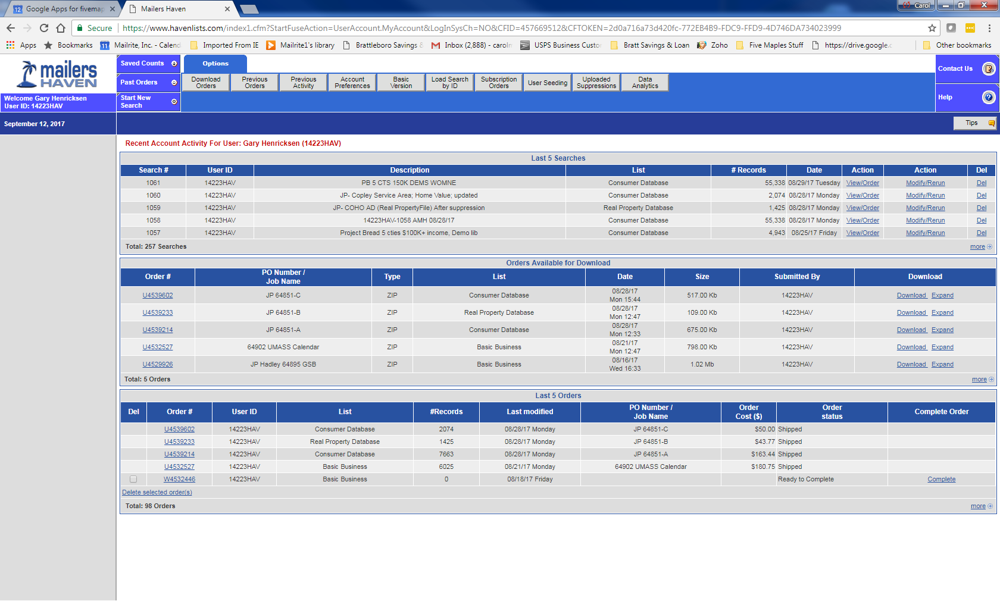 Google Apps for fivemap
Mailers Haven
Carol
Secure
https://www.havenlists.com/index1.cfm?StartFuseAction=UserAccount.MyAccount&LogInSysCh=NO&CFID=457669512&CFTOKEN=2d0a716a73d420fc-772EB4B9-FDC9-FFD9-4D746DA734023999
Apps Bookmarks Mailrite, Inc. - Calend Imported From IE Mailrite1's library Brattleboro Savings & Inbox (2,888) - carolm USPS Business Custo Bratt Savings & Loan Zoho Five Maples Stuff https://drive.google.c Other bookmarks
mailers
HAVEN
Welcome Gary Henricksen
User ID: 14223HAV
September 12, 2017
Saved Counts
Past Orders
Start New
Search
Options
Download Orders
Previous Orders
Previous Activity
Account Preferences
Basic Version
Load Search by ID
Subscription Orders
User Seeding
Uploaded Suppressions
Data Analytics
Contact Us
Help
Tips
Recent Account Activity For User: Gary Henricksen (14223HAV)
Last 5 Searches
Search # User ID Description List # Records Date Action Action Del
1061 14223HAV PB 5 CTS 150K DEMS WOMNE Consumer Database 55,338 08/29/17 Tuesday View/Order Modify/Rerun Del
1060 14223HAV JP- Copley Service Area; Home Value; updated Consumer Database 2,074 08/28/17 Monday View/Order Modify/Rerun Del
1059 14223HAV JP- COHO AD (Real PropertyFile) After suppression Real Property Database 1,425 08/28/17 Monday View/Order Modify/Rerun Del
1058 14223HAV 14223HAV-1058 AMH 08/28/17 Consumer Database 55,338 08/28/17 Monday View/Order Modify/Rerun Del
1057 14223HAV Project Bread 5 cties $100K+ income, Demo lib Consumer Database 4,943 08/25/17 Friday View/Order Modify/Rerun Del
Total: 257 Searches more
Orders Available for Download
Order # PO Number / Job Name Type List Date Size Submitted By Download
U4539602 JP 64851-C ZIP Consumer Database 08/28/17 Mon 15:44 517.00 Kb 14223HAV Download Expand
U4539233 JP 64851-B ZIP Real Property Database 08/28/17 Mon 12:47 109.00 Kb 14223HAV Download Expand
U4539214 JP 64851-A ZIP Consumer Database 08/28/17 Mon 12:33 675.00 Kb 14223HAV Download Expand
U4532527 64902 UMASS Calendar ZIP Basic Business 08/21/17 Mon 12:47 798.00 Kb 14223HAV Download Expand
U4529926 JP Hadley 64895 GSB ZIP Basic Business 08/16/17 Wed 16:33 1.02 Mb 14223HAV Download Expand
Total: 5 Orders more
Last 5 Orders
Del Order # User ID List #Records Last modified PO Number / Job Name Order Cost ($) Order status Complete Order
U4539602 14223HAV Consumer Database 2074 08/28/17 Monday JP 64851-C $50.00 Shipped
U4539233 14223HAV Real Property Database 1425 08/28/17 Monday JP 64851-B $43.77 Shipped
U4539214 14223HAV Consumer Database 7663 08/28/17 Monday JP 64851-A $163.44 Shipped
U4532527 14223HAV Basic Business 6025 08/21/17 Monday 64902 UMASS Calendar $180.75 Shipped
W4532446 14223HAV Basic Business 0 08/18/17 Friday Ready to Complete Complete
Delete selected order(s)
Total: 98 Orders more